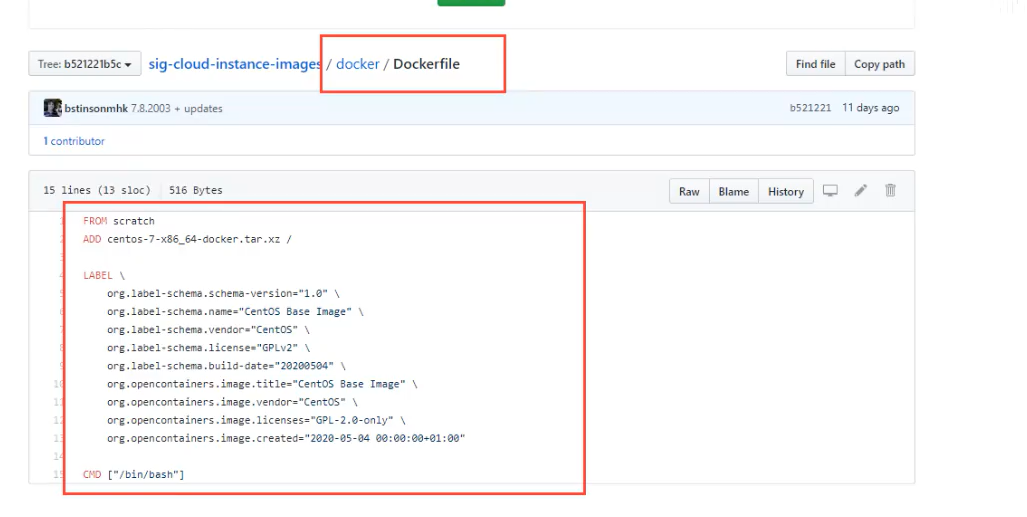 Tree: b521221b5c sig-cloud-instance-images / docker / Dockerfile Find file Copy path
bstinsonmhk 7.8.2003 + updates b521221 11 days ago
1 contributor
15 lines (13 sloc) 516 Bytes Raw Blame History
1 FROM scratch
2 ADD centos-7-x86_64-docker.tar.xz /
3
4 LABEL \
5 org.label-schema.schema-version="1.0" \
6 org.label-schema.name="CentOS Base Image" \
7 org.label-schema.vendor="CentOS" \
8 org.label-schema.license="GPLv2" \
9 org.label-schema.build-date="20200504" \
10 org.opencontainers.image.title="CentOS Base Image" \
11 org.opencontainers.image.vendor="CentOS" \
12 org.opencontainers.image.licenses="GPL-2.0-only" \
13 org.opencontainers.image.created="2020-05-04 00:00:00+01:00"
14
15 CMD ["/bin/bash"]